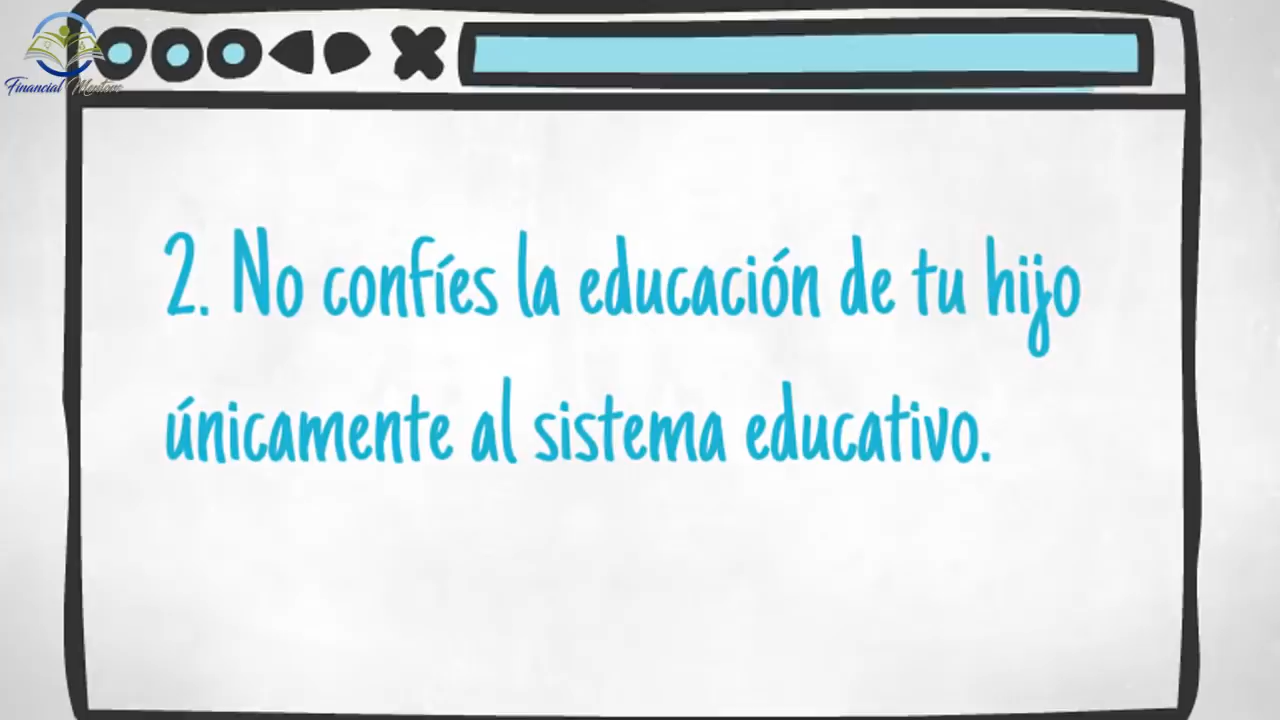 Financial Mentors
2. No confíes la educación de tu hijo
únicamente al sistema educativo.